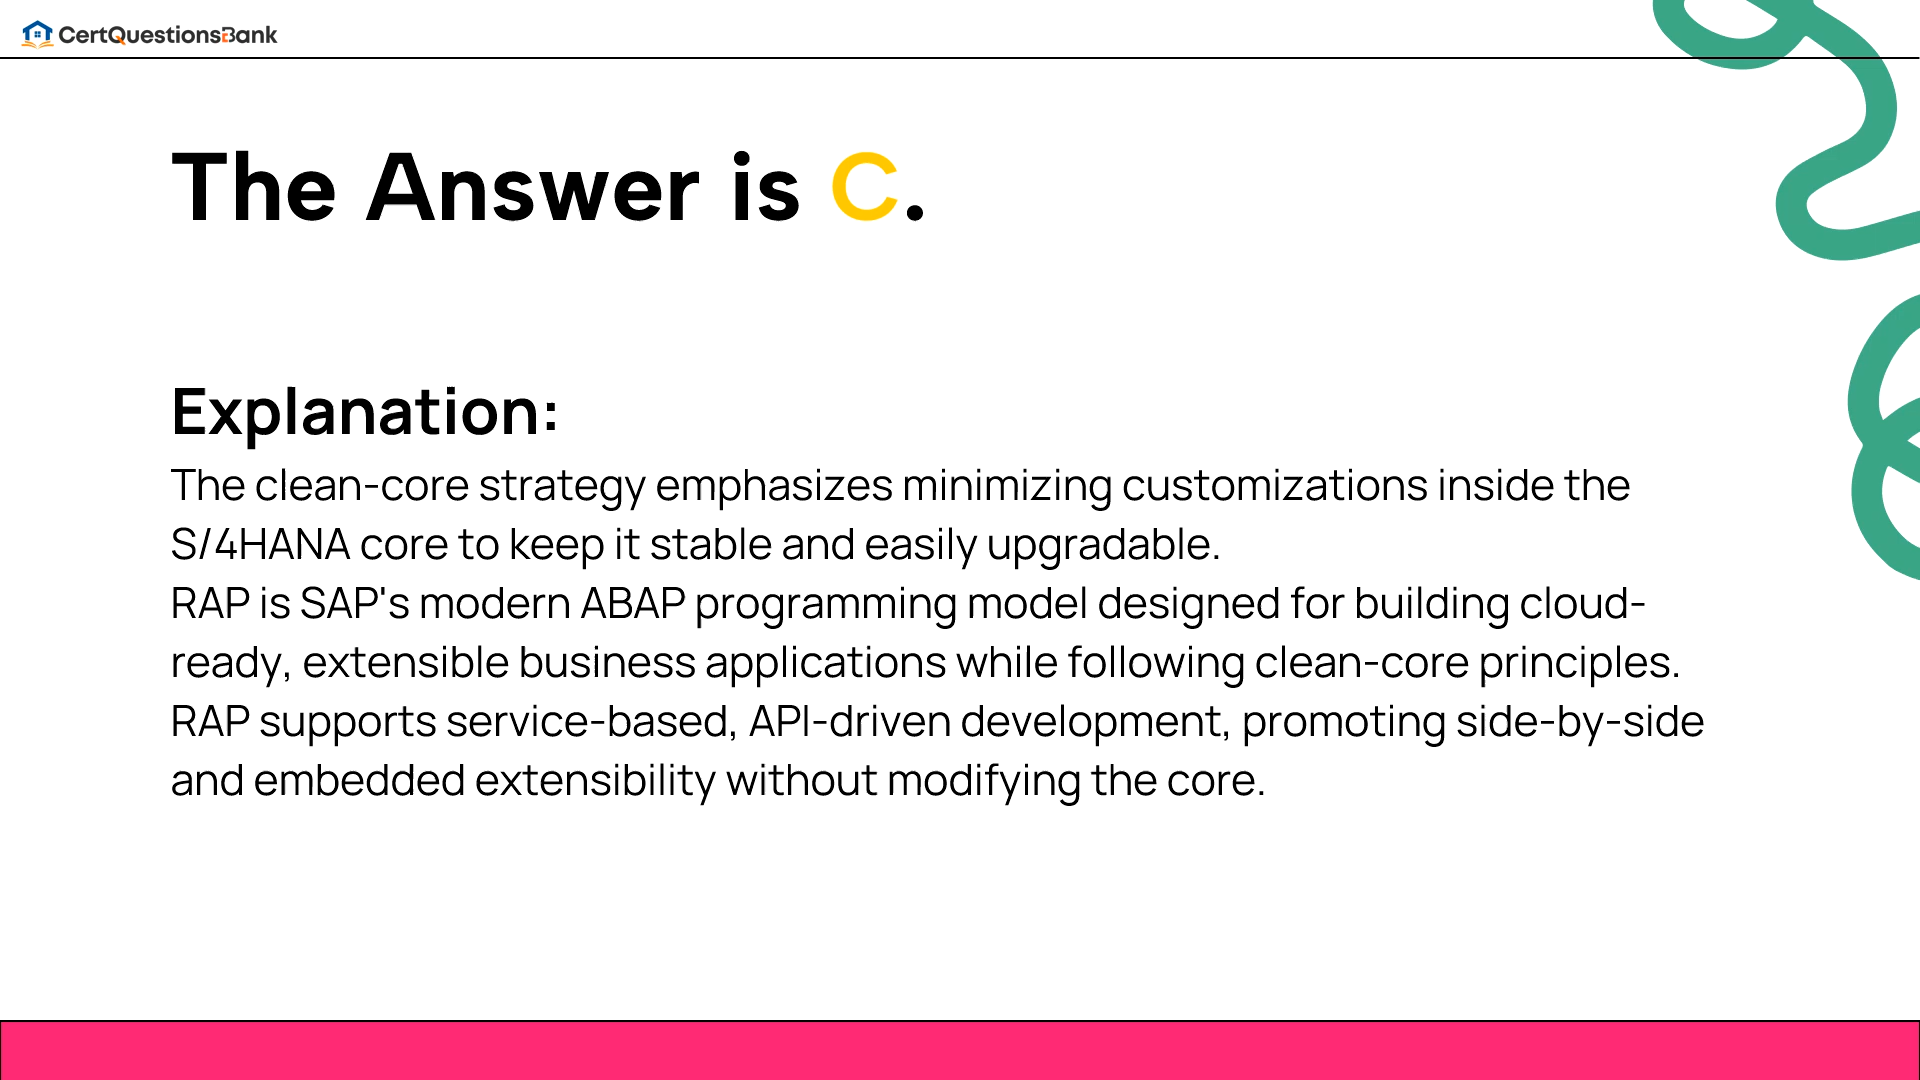 CertQuestionsBank
The Answer is C.
Explanation:
The clean-core strategy emphasizes minimizing customizations inside the
S/4HANA core to keep it stable and easily upgradable.
RAP is SAP's modern ABAP programming model designed for building cloud-
ready, extensible business applications while following clean-core principles.
RAP supports service-based, API-driven development, promoting side-by-side
and embedded extensibility without modifying the core.